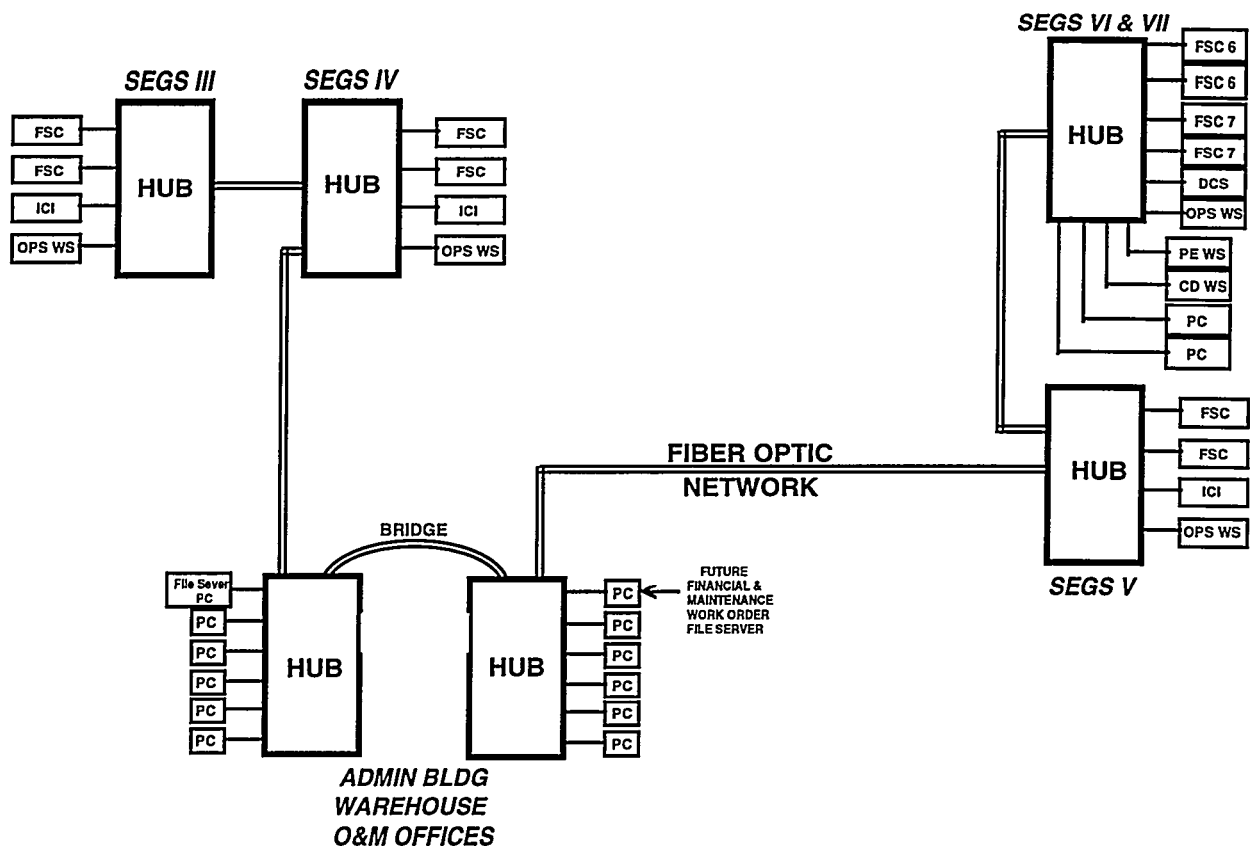 SEGS III
HUB
FSC
FSC
ICI
OPS WS
SEGS IV
HUB
FSC
FSC
ICI
OPS WS
SEGS VI & VII
HUB
FSC 6
FSC 6
FSC 7
FSC 7
DCS
OPS WS
PE WS
CD WS
PC
PC
HUB
FSC
FSC
ICI
OPS WS
SEGS V
FIBER OPTIC
NETWORK
BRIDGE
File Sever
PC
PC
PC
PC
PC
PC
HUB
HUB
PC
PC
PC
PC
PC
PC
FUTURE
FINANCIAL &
MAINTENANCE
WORK ORDER
FILE SERVER
ADMIN BLDG
WAREHOUSE
O&M OFFICES